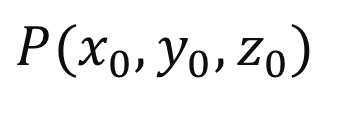 P(x₀, y₀, z₀)